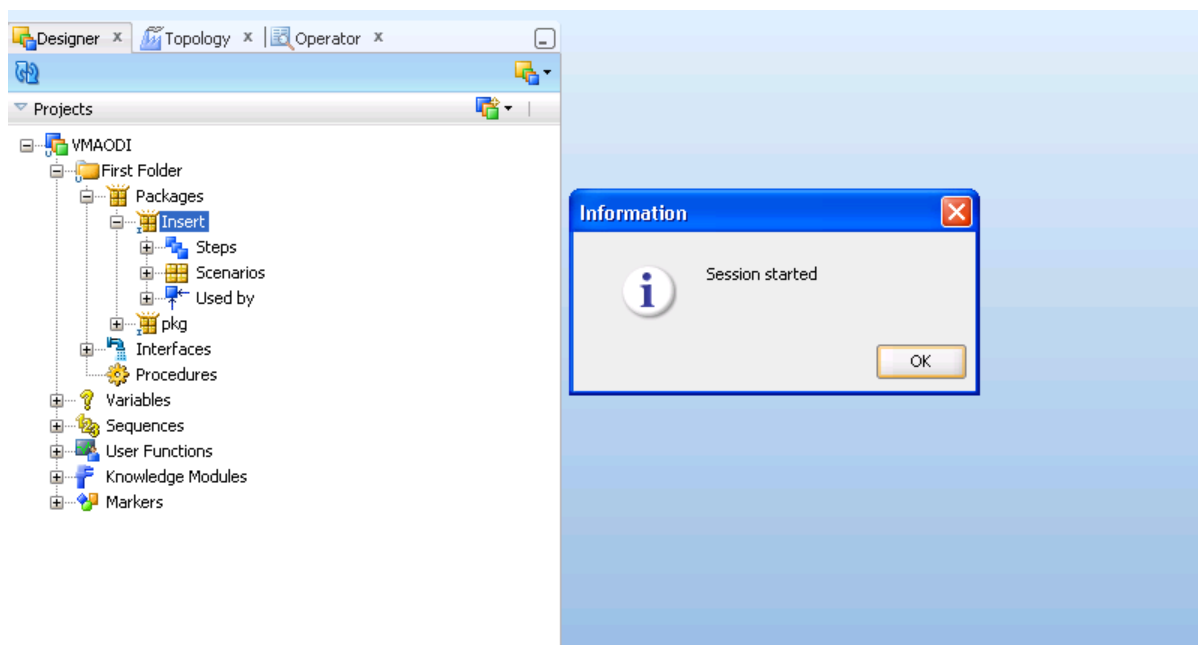 Designer x Topology x Operator x
Projects
VMAODI
First Folder
Packages
Insert
Steps
Scenarios
Used by
pkg
Interfaces
Procedures
Variables
Sequences
User Functions
Knowledge Modules
Markers
Information
Session started
OK